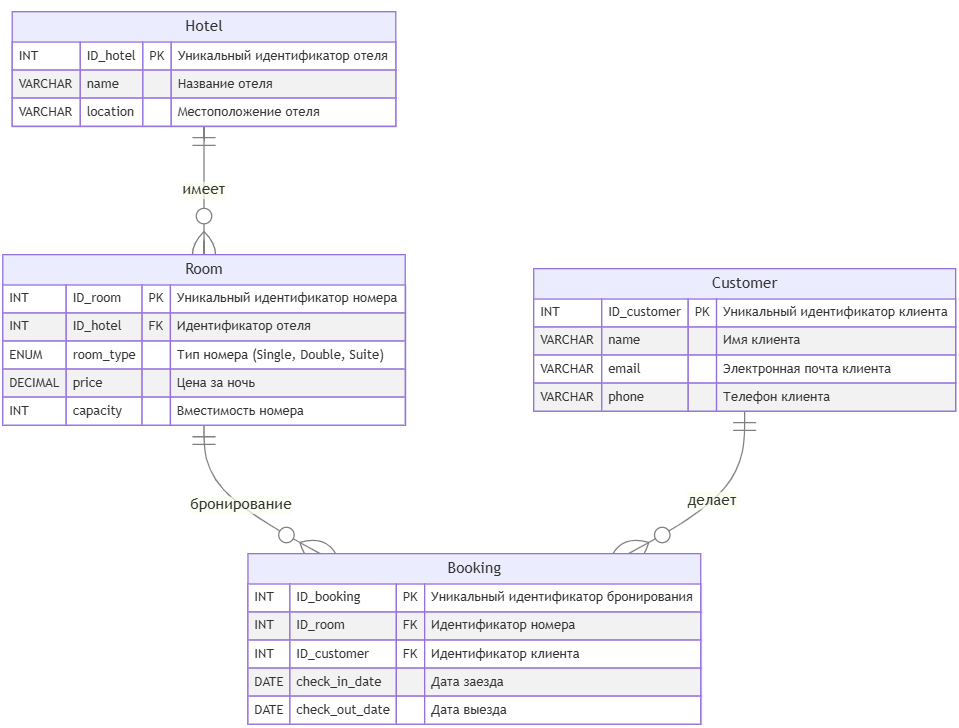 Hotel
INT ID_hotel PK Уникальный идентификатор отеля
VARCHAR name Название отеля
VARCHAR location Местоположение отеля
имеет
Room
INT ID_room PK Уникальный идентификатор номера
INT ID_hotel FK Идентификатор отеля
ENUM room_type Тип номера (Single, Double, Suite)
DECIMAL price Цена за ночь
INT capacity Вместимость номера
Customer
INT ID_customer PK Уникальный идентификатор клиента
VARCHAR name Имя клиента
VARCHAR email Электронная почта клиента
VARCHAR phone Телефон клиента
бронирование
делает
Booking
INT ID_booking PK Уникальный идентификатор бронирования
INT ID_room FK Идентификатор номера
INT ID_customer FK Идентификатор клиента
DATE check_in_date Дата заезда
DATE check_out_date Дата выезда